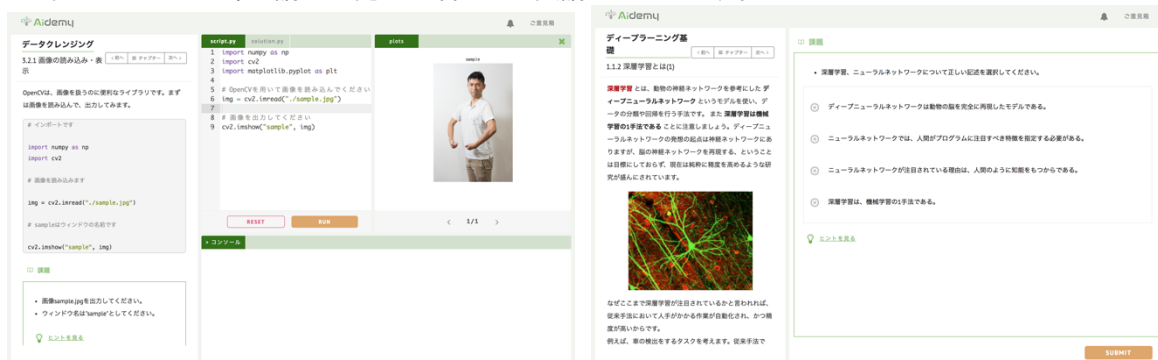 Aidemy
ご意見箱
データクレンジング
3.2.1 画像の読み込み・表
示
前へ
チャプター
次へ
OpenCVは、画像を扱うのに便利なライブラリです。まず
は画像を読み込んで、出力してみます。
# インポートです
import numpy as np
import cv2
# 画像を読み込みます
img = cv2.imread("./sample.jpg")
# sampleはウィンドウの名前です
cv2.imshow("sample", img)
課題
• 画像sample.jpgを出力してください。
• ウィンドウ名は"sample"としてください。
ヒントを見る
script.py
solution.py
1 import numpy as np
2 import cv2
3 import matplotlib.pyplot as plt
4
5 # OpenCVを用いて画像を読み込んでください
6 img = cv2.imread("./sample.jpg")
7
8 # 画像を出力してください
9 cv2.imshow("sample", img)
RESET
RUN
plots
sample
< 1/1 >
コンソール
Aidemy
ご意見箱
ディープラーニング基
礎
前へ
チャプター
次へ
1.1.2 深層学習とは(1)
深層学習 とは、動物の神経ネットワークを参考にした デ
ィープニューラルネットワーク というモデルを使い、デ
ータの分類や回帰を行う手法です。 また 深層学習は機械
学習の1手法である ことに注意しましょう。ディープニュ
ーラルネットワークの発想の起点は神経ネットワークにあ
りますが、脳の神経ネットワークを再現する、ということ
は目標にしておらず、現在は純粋に精度を高めるような研
究が盛んにされています。
なぜここまで深層学習が注目されているかと言われれば、
従来手法において人手がかかる作業が自動化され、かつ精
度が高いからです。
例えば、車の検出をするタスクを考えます。従来手法で
課題
• 深層学習、ニューラルネットワークについて正しい記述を選択してください。
ディープニューラルネットワークは動物の脳を完全に再現したモデルである。
ニューラルネットワークでは、人間がプログラムに注目すべき特徴を指定する必要がある。
ニューラルネットワークが注目されている理由は、人間のように知能をもつからである。
深層学習は、機械学習の1手法である。
ヒントを見る
SUBMIT